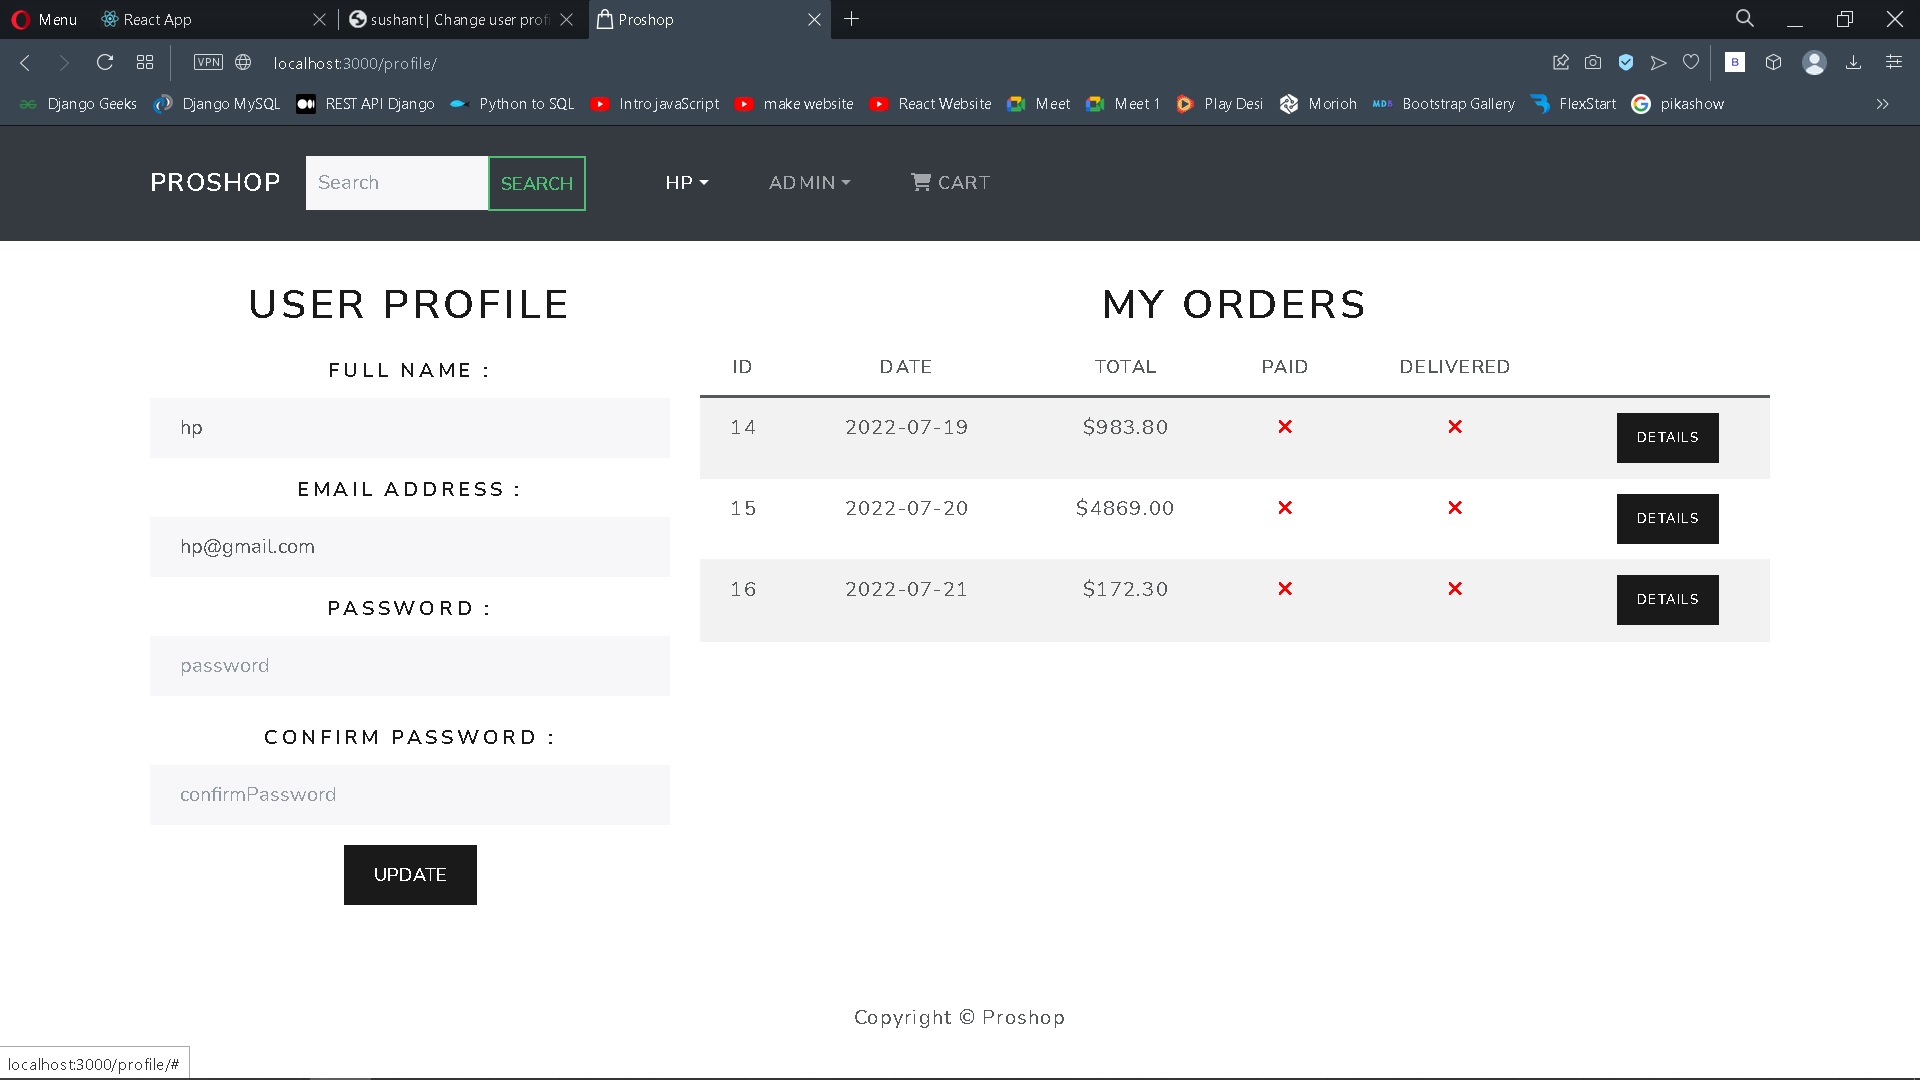 Menu React App sushant | Change user profi Proshop
VPN localhost:3000/profile/
Django Geeks Django MySQL REST API Django Python to SQL Intro javaScript make website React Website Meet Meet 1 Play Desi Morioh MDB Bootstrap Gallery FlexStart pikashow
PROSHOP Search SEARCH HP ADMIN CART
USER PROFILE
FULL NAME :
hp
EMAIL ADDRESS :
hp@gmail.com
PASSWORD :
password
CONFIRM PASSWORD :
confirmPassword
UPDATE
MY ORDERS
ID DATE TOTAL PAID DELIVERED
14 2022-07-19 $983.80 DETAILS
15 2022-07-20 $4869.00 DETAILS
16 2022-07-21 $172.30 DETAILS
Copyright © Proshop
localhost:3000/profile/#